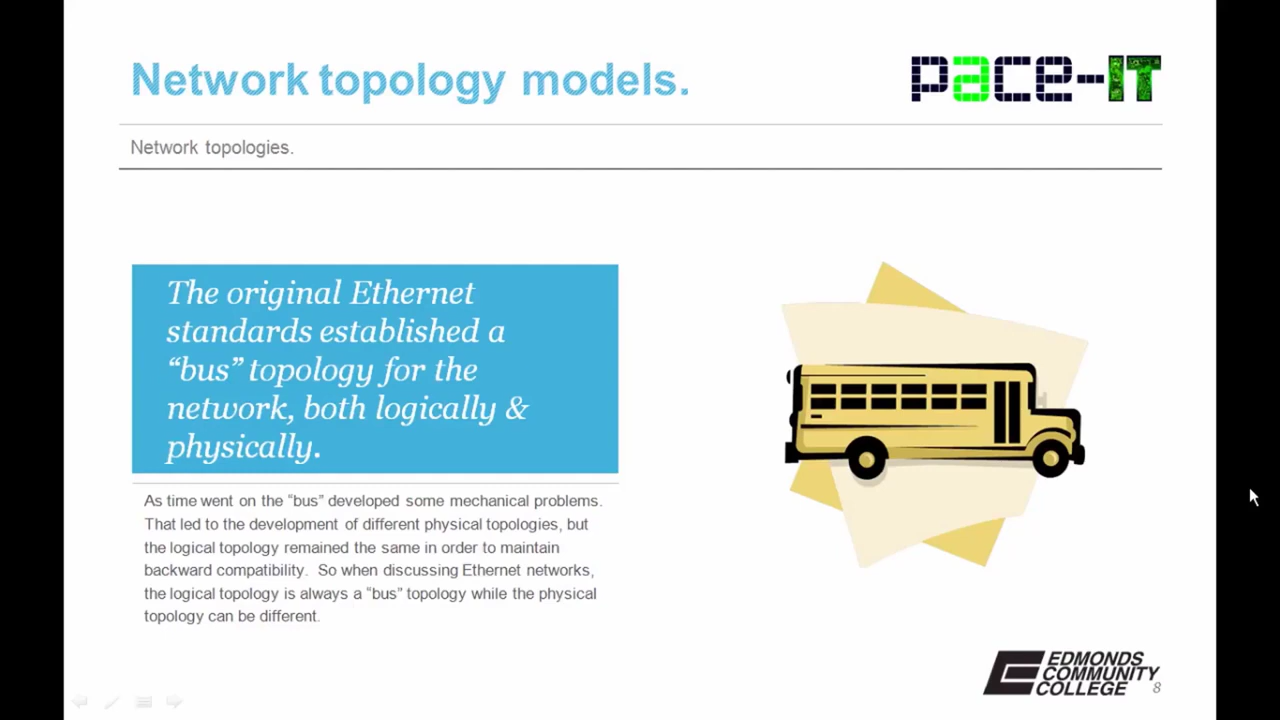 Network topology models.
pace-IT
Network topologies.
The original Ethernet
standards established a
“bus” topology for the
network, both logically &
physically.
As time went on the “bus” developed some mechanical problems.
That led to the development of different physical topologies, but
the logical topology remained the same in order to maintain
backward compatibility.  So when discussing Ethernet networks,
the logical topology is always a “bus” topology while the physical
topology can be different.
EDMONDS
COMMUNITY
COLLEGE
8